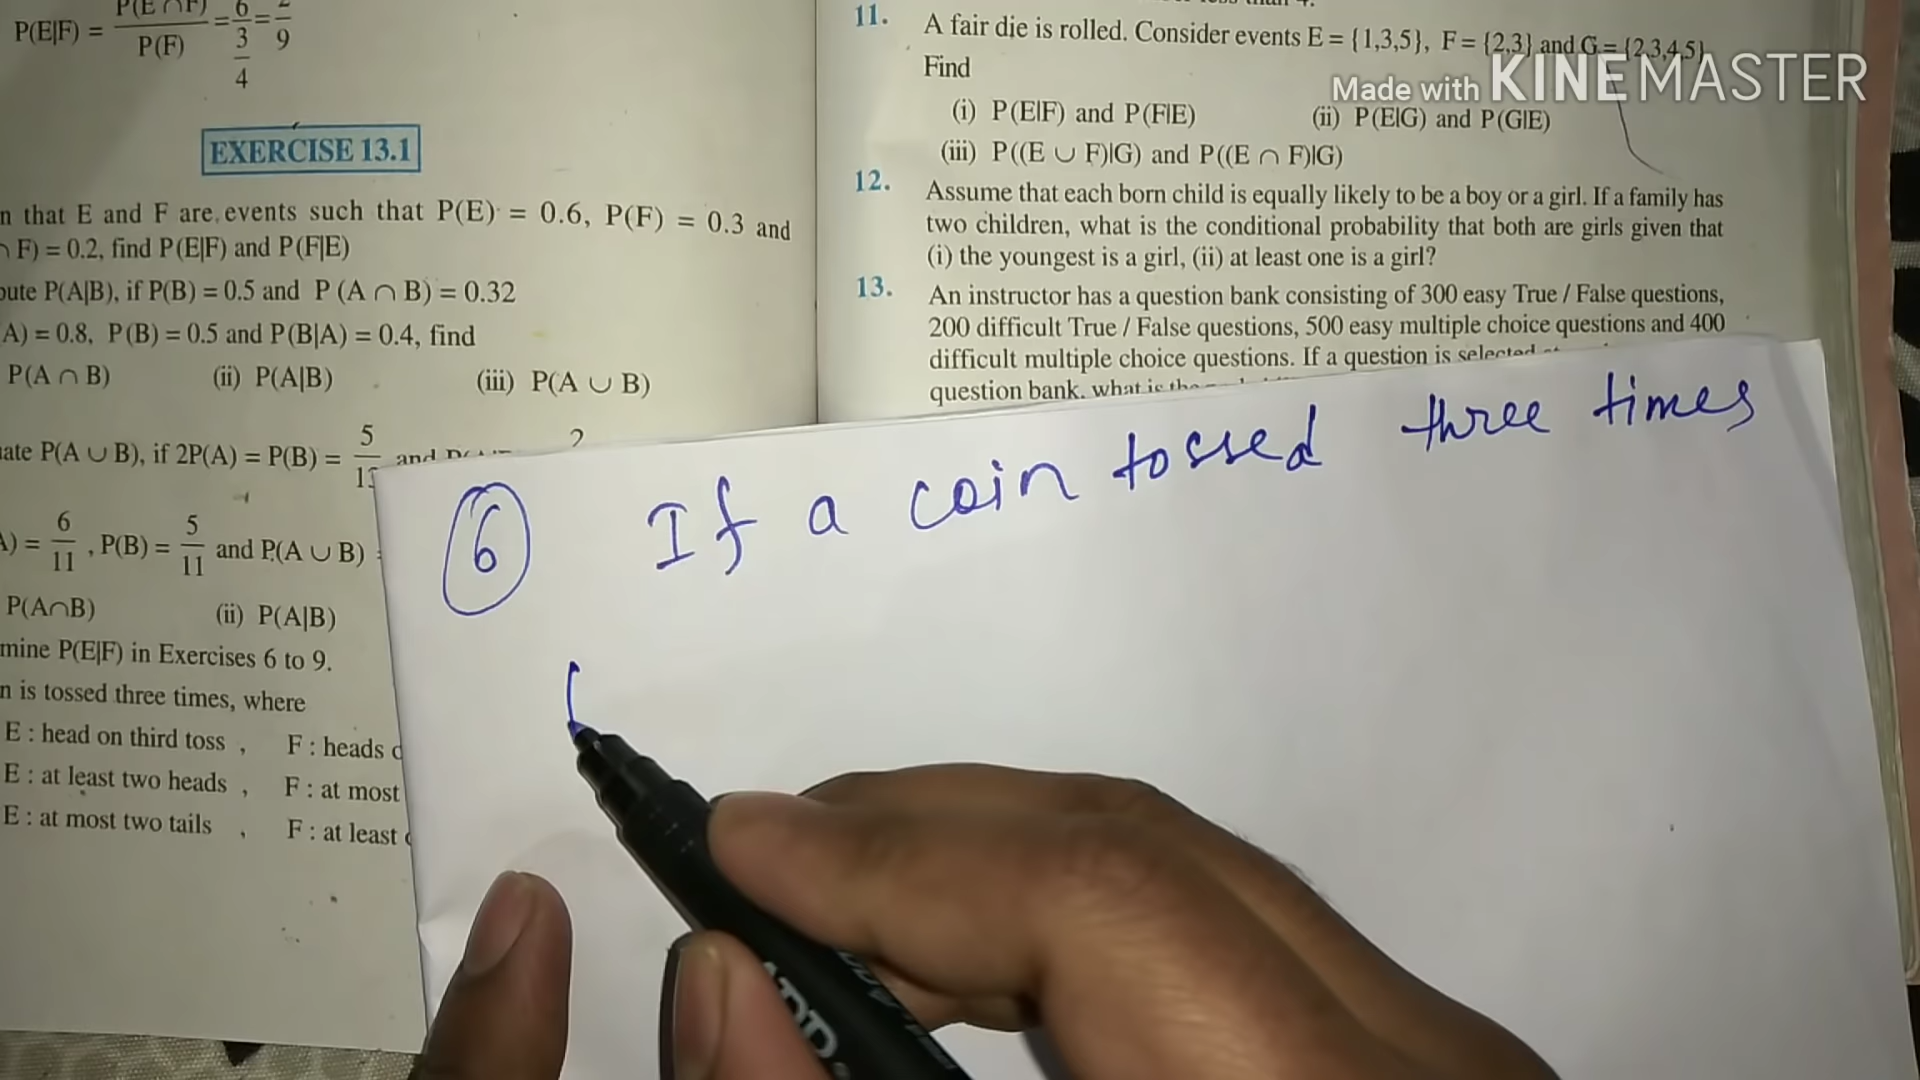 P(E|F) = P(E ∩ F) / P(F) = 6 / 3/4 = /9
EXERCISE 13.1
n that E and F are events such that P(E) = 0.6, P(F) = 0.3 and
∩ F) = 0.2, find P(E|F) and P(F|E)
pute P(A|B), if P(B) = 0.5 and P (A ∩ B) = 0.32
A) = 0.8, P(B) = 0.5 and P(B|A) = 0.4, find
P(A ∩ B) (ii) P(A|B) (iii) P(A ∪ B)
ate P(A ∪ B), if 2P(A) = P(B) = 5/1 and
A) = 6/11 , P(B) = 5/11 and P(A ∪ B)
P(A∩B) (ii) P(A|B)
mine P(E|F) in Exercises 6 to 9.
n is tossed three times, where
E : head on third toss , F : heads
E : at least two heads , F : at most
E : at most two tails , F : at least
11. A fair die is rolled. Consider events E = {1,3,5}, F = {2,3} and G = {2,3,4,5}
Find
Made with KINEMASTER
(i) P(E|F) and P(F|E) (ii) P(E|G) and P(G|E)
(iii) P((E ∪ F)|G) and P((E ∩ F)|G)
12. Assume that each born child is equally likely to be a boy or a girl. If a family has
two children, what is the conditional probability that both are girls given that
(i) the youngest is a girl, (ii) at least one is a girl?
13. An instructor has a question bank consisting of 300 easy True / False questions,
200 difficult True / False questions, 500 easy multiple choice questions and 400
difficult multiple choice questions. If a question is selected
question bank, what is the
6 If a coin tossed three times